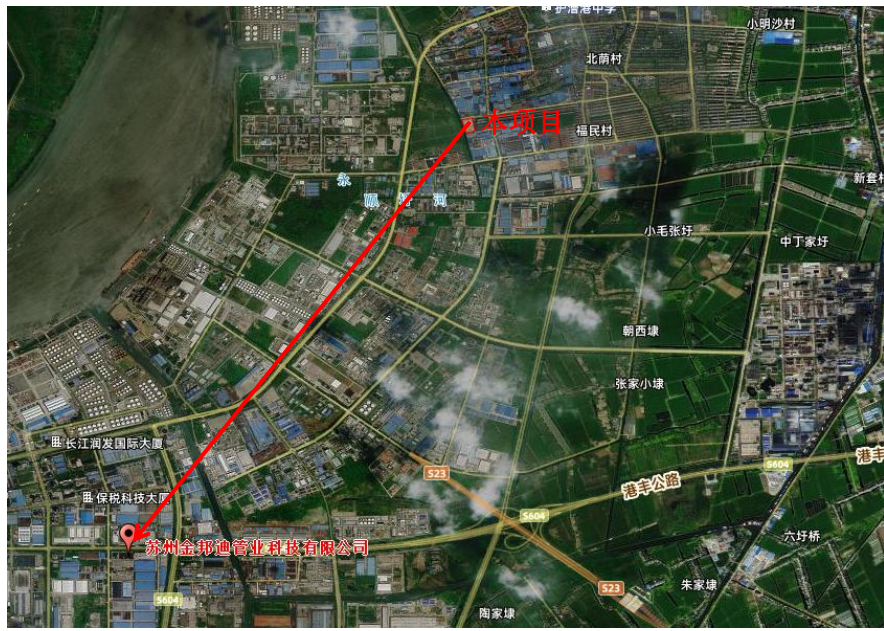 护漕港中学
小明沙村
北荫村
本项目
福民村
永
新套村
小毛张圩
中丁家圩
朝西埭
张家小埭
长江润发国际大厦
S23
S604
港丰
港丰公路
保税科技大厦
S604
六圩桥
苏州金邦迪管业科技有限公司
S23
朱家埭
S604
陶家埭